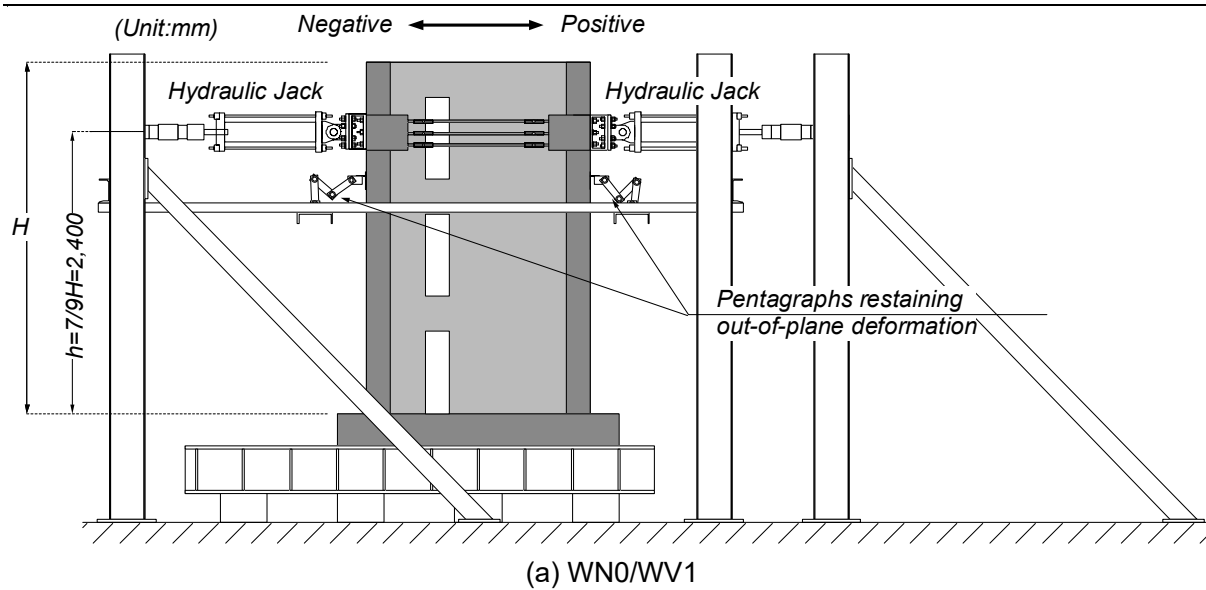 (Unit:mm)
Negative
Positive
Hydraulic Jack
Hydraulic Jack
H
h=7/9H=2,400
Pentagraphs restaining
out-of-plane deformation
(a) WN0/WV1